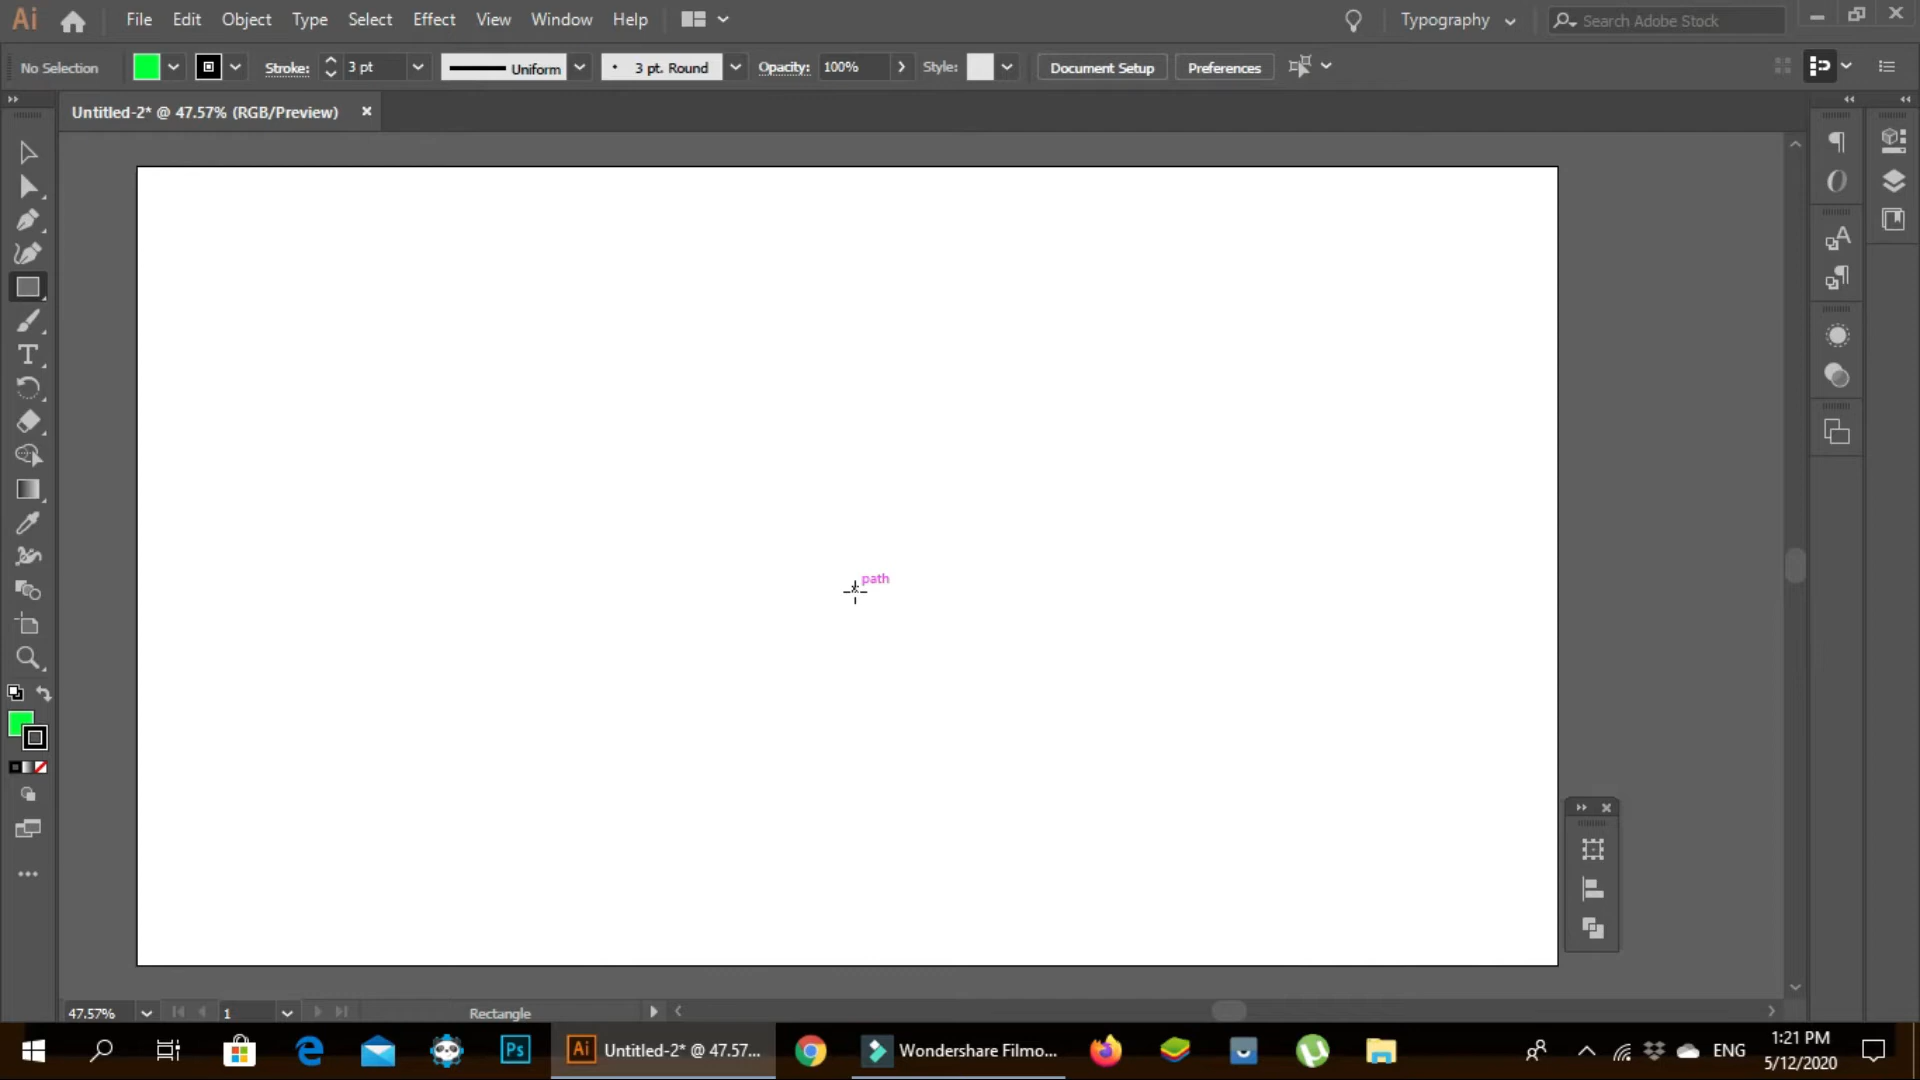 Ai File Edit Object Type Select Effect View Window Help Typography Search Adobe Stock
No Selection Stroke: 3 pt Uniform 3 pt. Round Opacity: 100% Style: Document Setup Preferences
Untitled-2* @ 47.57% (RGB/Preview)
path
47.57% 1 Rectangle
Ps Ai Untitled-2* @ 47.57... Wondershare Filmo... ENG 1:21 PM
5/12/2020